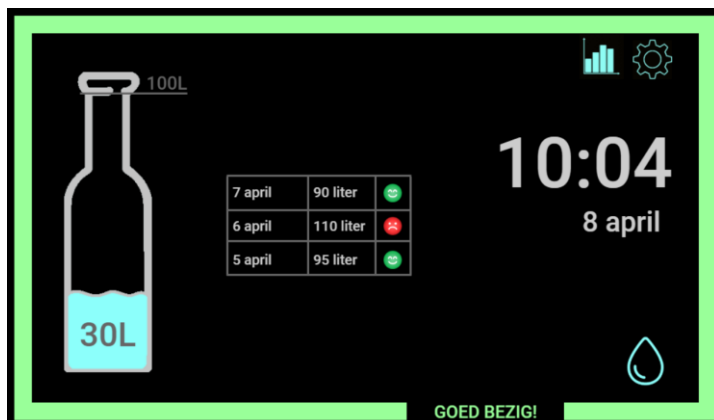 100L
30L
7 april 90 liter
6 april 110 liter
5 april 95 liter
10:04
8 april
GOED BEZIG!